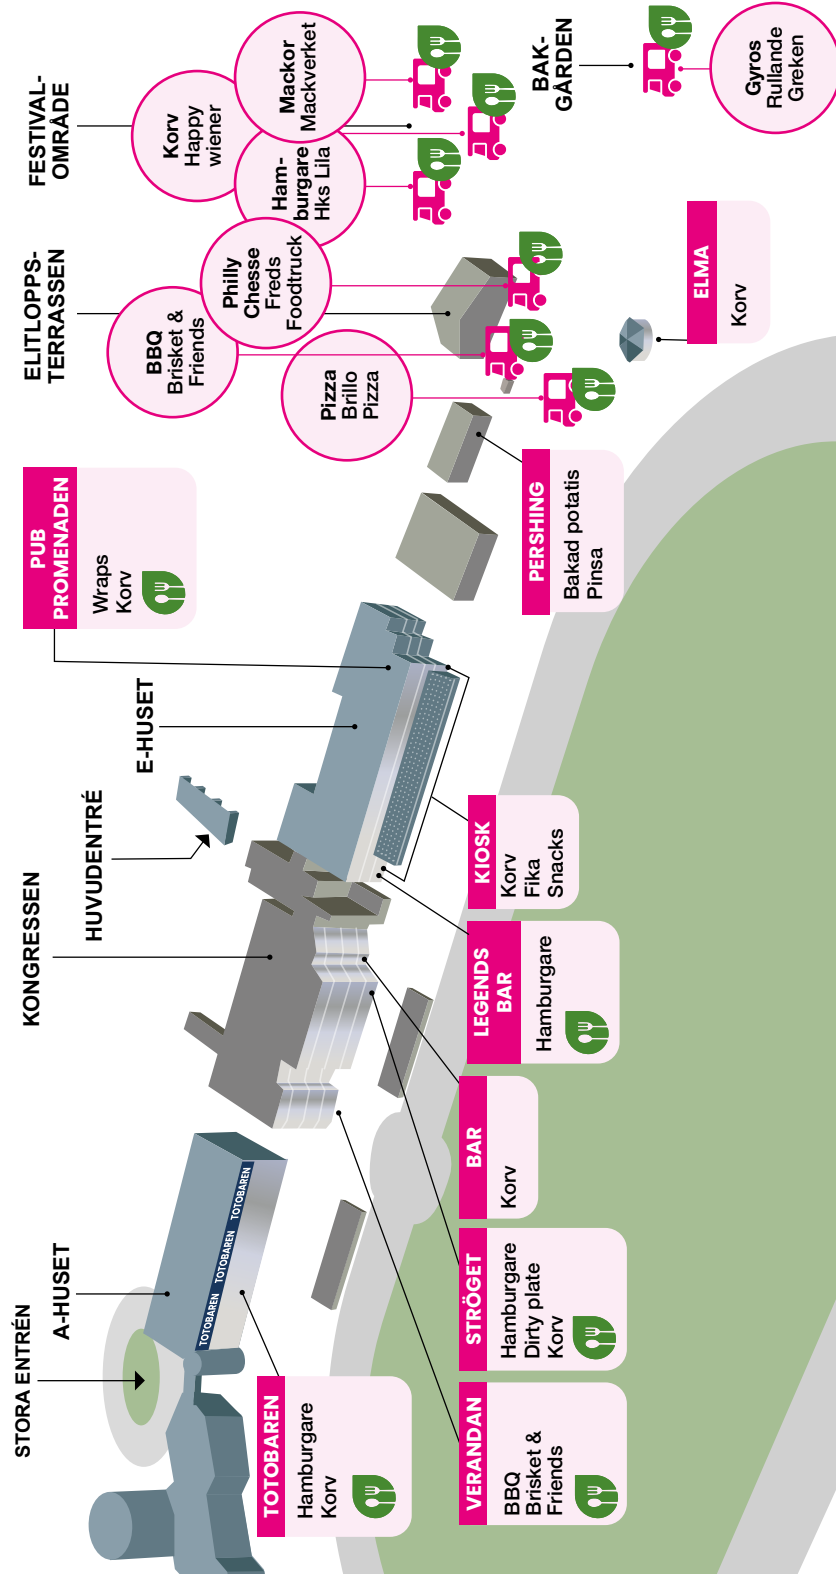 STORA ENTRÉN
A-HUSET
KONGRESSEN
HUVUDENTRÉ
E-HUSET
PUB
PROMENADEN
Wraps
Korv
ELITLOPPS-
TERRASSEN
FESTIVAL-
OMRÅDE
BAK-
GÅRDEN
TOTOBAREN TOTOBAREN TOTOBAREN
BBQ
Brisket &
Friends
Philly
Chesse
Freds
Foodtruck
Pizza
Brillo
Pizza
Korv
Happy
wiener
Ham-
burgare
Hks Lila
Mackor
Mackverket
Gyros
Rullande
Greken
TOTOBAREN
Hamburgare
Korv
VERANDAN
BBQ
Brisket &
Friends
STRÖGET
Hamburgare
Dirty plate
Korv
BAR
Korv
LEGENDS
BAR
Hamburgare
KIOSK
Korv
Fika
Snacks
PERSHING
Bakad potatis
Pinsa
ELMA
Korv